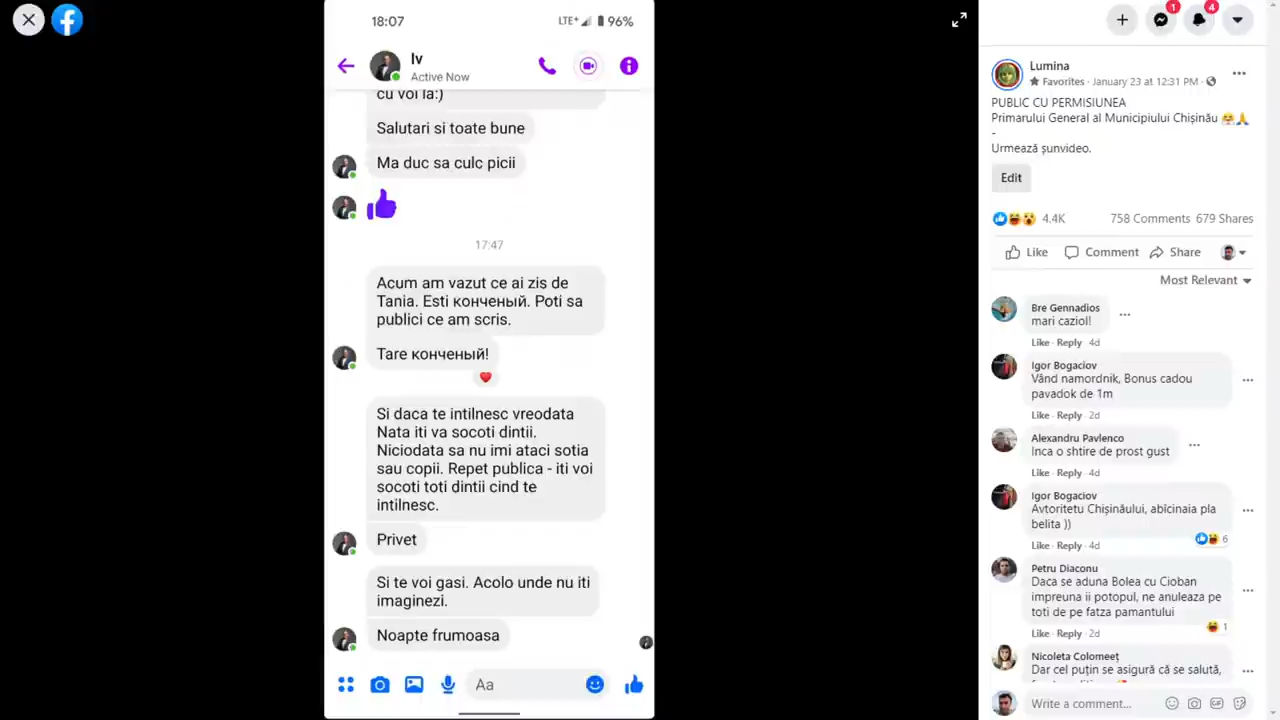 18:07
LTE+
96%
Iv
Active Now
cu voi la:)
Salutari si toate bune
Ma duc sa culc picii
17:47
Acum am vazut ce ai zis de
Tania. Esti конченый. Poti sa
publici ce am scris.
Tare конченый!
Si daca te intilnesc vreodata
Nata iti va socoti dintii.
Niciodata sa nu imi ataci sotia
sau copii. Repet publica - iti voi
socoti toti dintii cind te
intilnesc.
Privet
Si te voi gasi. Acolo unde nu iti
imaginezi.
Noapte frumoasa
Aa
1
4
Lumina
Favorites · January 23 at 12:31 PM ·
PUBLIC CU PERMISIUNEA
Primarului General al Municipiului Chișinău
-
Urmează șunvideo.
Edit
4.4K 758 Comments 679 Shares
Like Comment Share
Most Relevant
Bre Gennadios
mari caziol!
Like · Reply · 4d
Igor Bogaciov
Vând namordnik, Bonus cadou
pavadok de 1m
Like · Reply · 2d
Alexandru Pavlenco
Inca o shtire de prost gust
Like · Reply · 4d
Igor Bogaciov
Avtoritetu Chișinăului, abîcinaia pla
belita ))
6
Like · Reply · 4d
Petru Diaconu
Daca se aduna Bolea cu Cioban
impreuna ii potopul, ne anuleaza pe
toti de pe fatza pamantului
1
Like · Reply · 2d
Nicoleta Colomeeț
Dar cel puțin se asigură că se salută,
Write a comment...